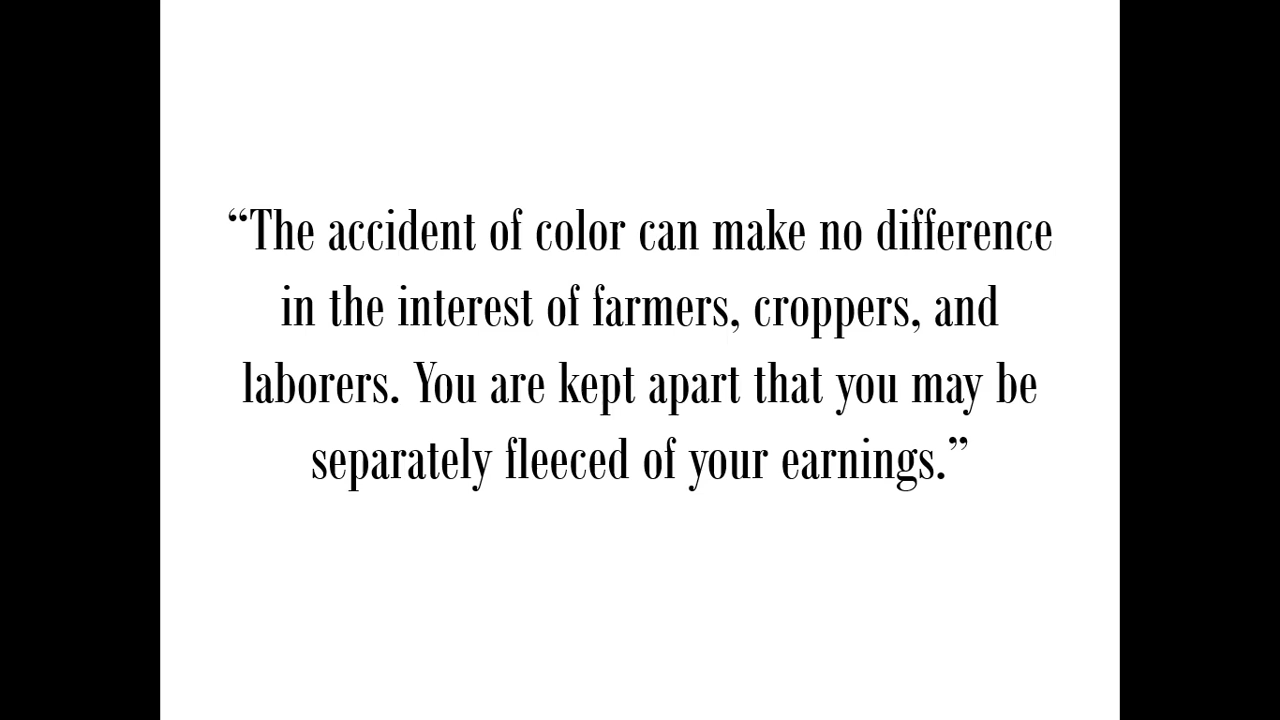 “The accident of color can make no difference
in the interest of farmers, croppers, and
laborers. You are kept apart that you may be
separately fleeced of your earnings.”